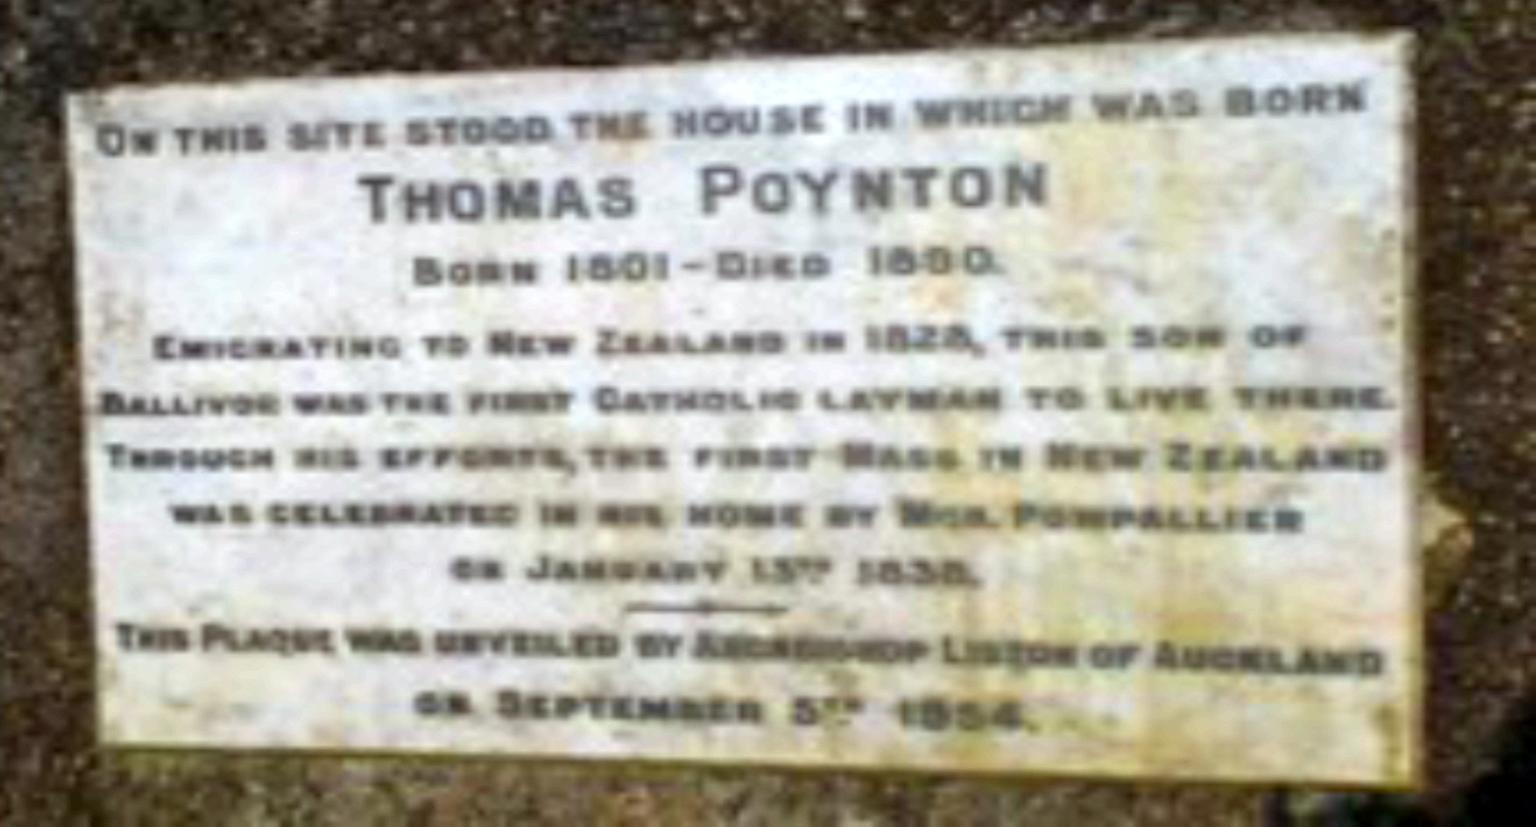 ON THIS SITE STOOD THE HOUSE IN WHICH WAS BORN
THOMAS POYNTON
BORN 1801 – DIED 1890.
EMIGRATING TO NEW ZEALAND IN 1828, THIS SON OF
BALLIVOR WAS THE FIRST CATHOLIC LAYMAN TO LIVE THERE.
THROUGH HIS EFFORTS, THE FIRST MASS IN NEW ZEALAND
WAS CELEBRATED IN HIS HOME BY MGR. POMPALLIER
ON JANUARY 13TH 1838.
THIS PLAQUE WAS UNVEILED BY ARCHBISHOP LISTON OF AUCKLAND
ON SEPTEMBER 5TH 1954.